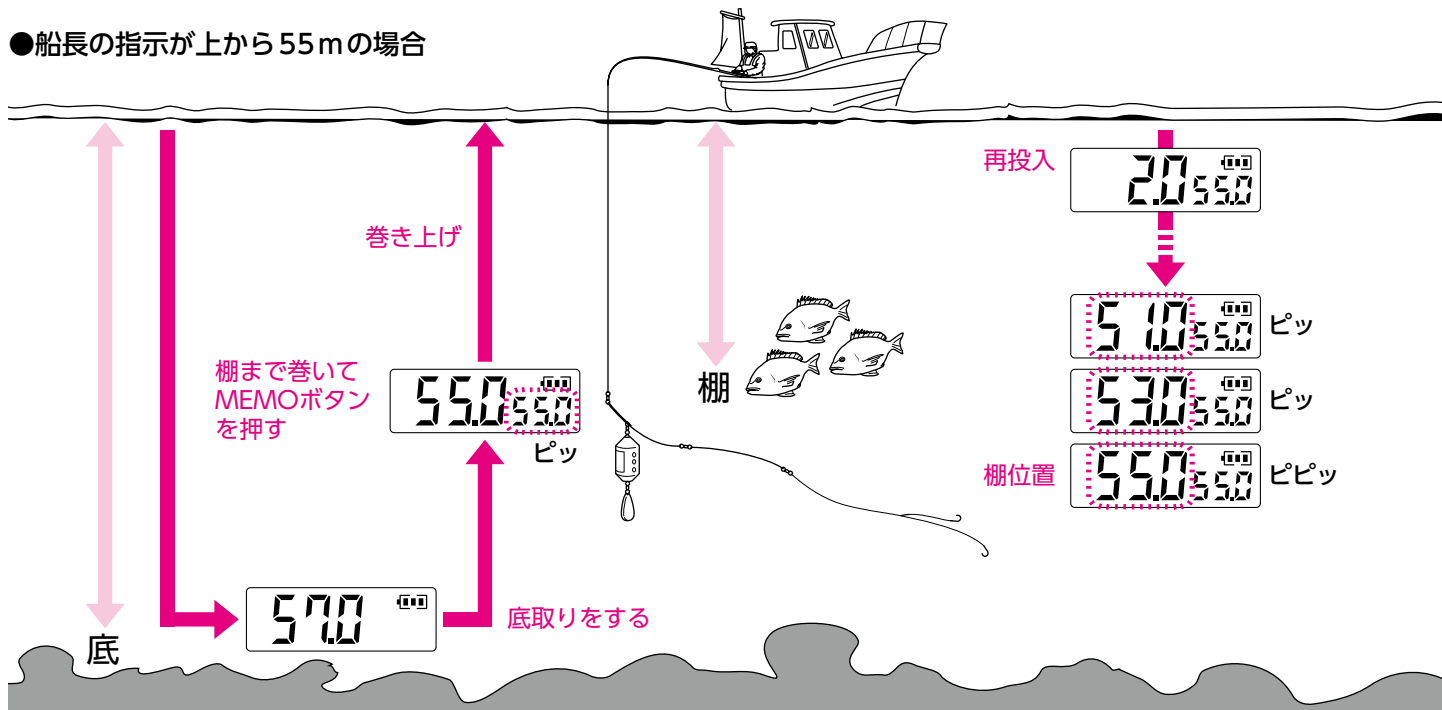 ●船長の指示が上から55mの場合
再投入
2.0 55.0
巻き上げ
51.0 55.0 ピッ
棚まで巻いて
MEMOボタン
を押す
55.0 55.0
ピッ
棚
53.0 55.0 ピッ
棚位置
55.0 55.0 ピピッ
57.0
底取りをする
底